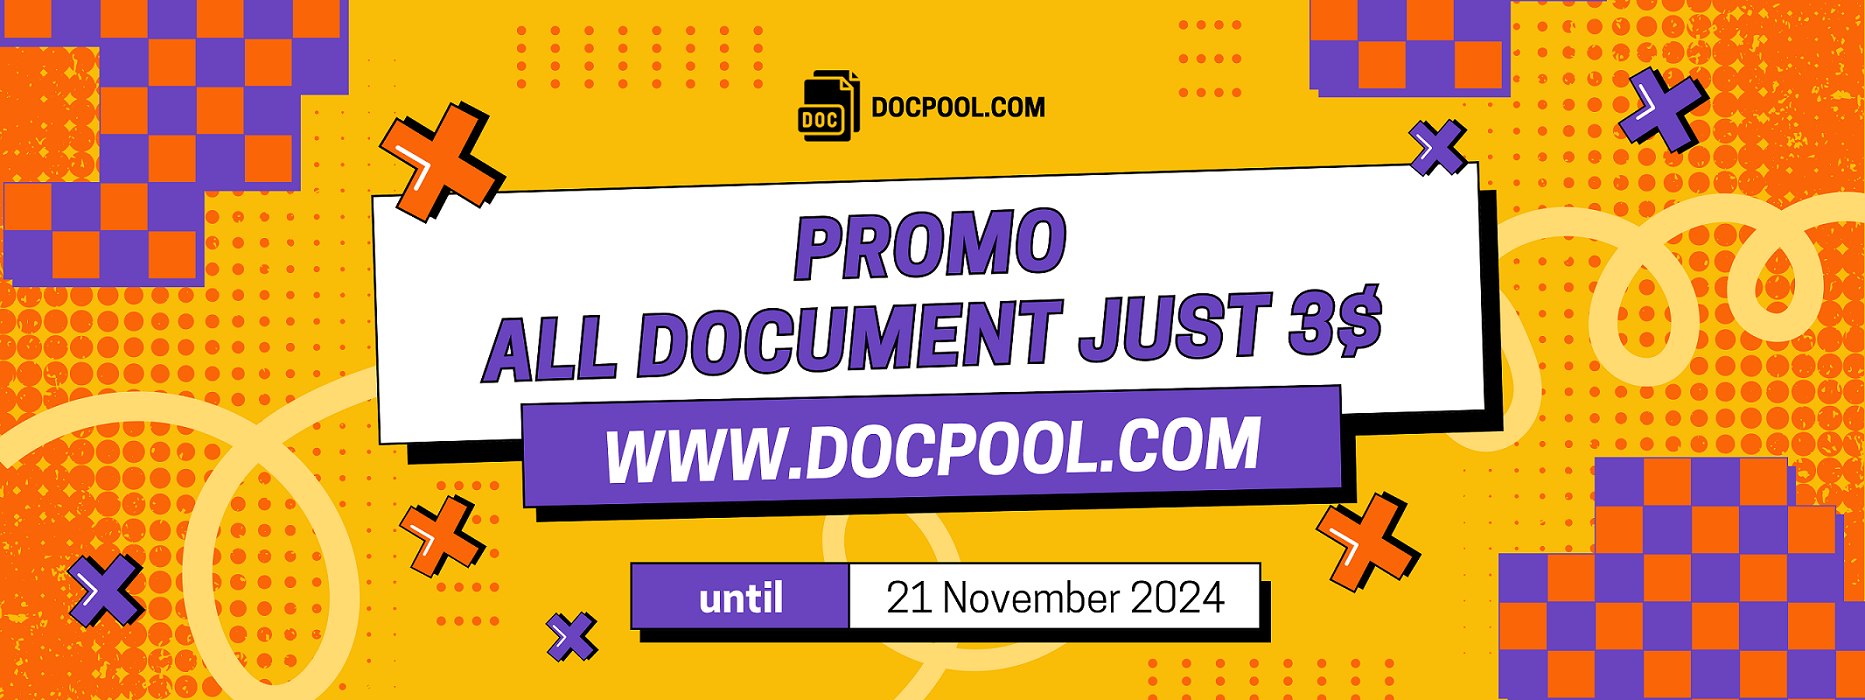 DOC
DOCPOOL.COM
PROMO
ALL DOCUMENT JUST 3$
WWW.DOCPOOL.COM
until
21 November 2024